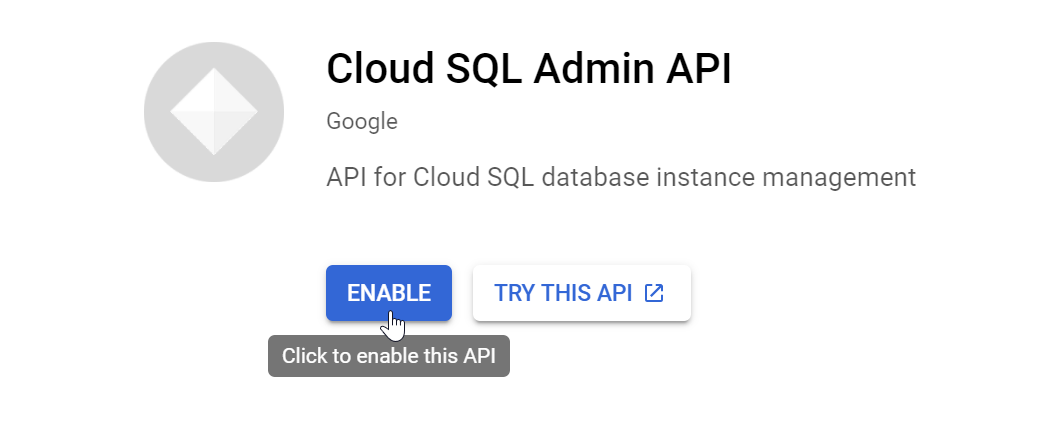 Cloud SQL Admin API
Google
API for Cloud SQL database instance management
ENABLE TRY THIS API
Click to enable this API